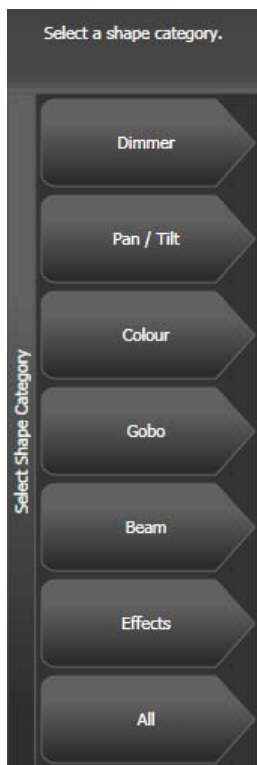 Select a shape category.
Select Shape Category
Dimmer
Pan / Tilt
Colour
Gobo
Beam
Effects
All